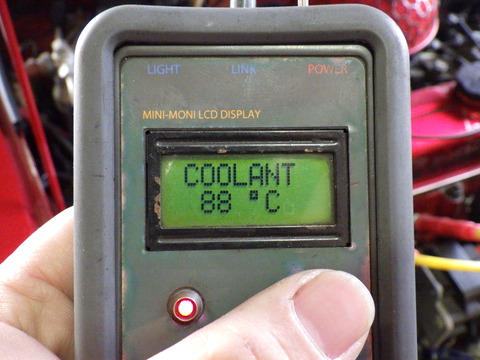 LIGHT LINK POWER
MINI-MONI LCD DISPLAY
COOLANT
88 °C